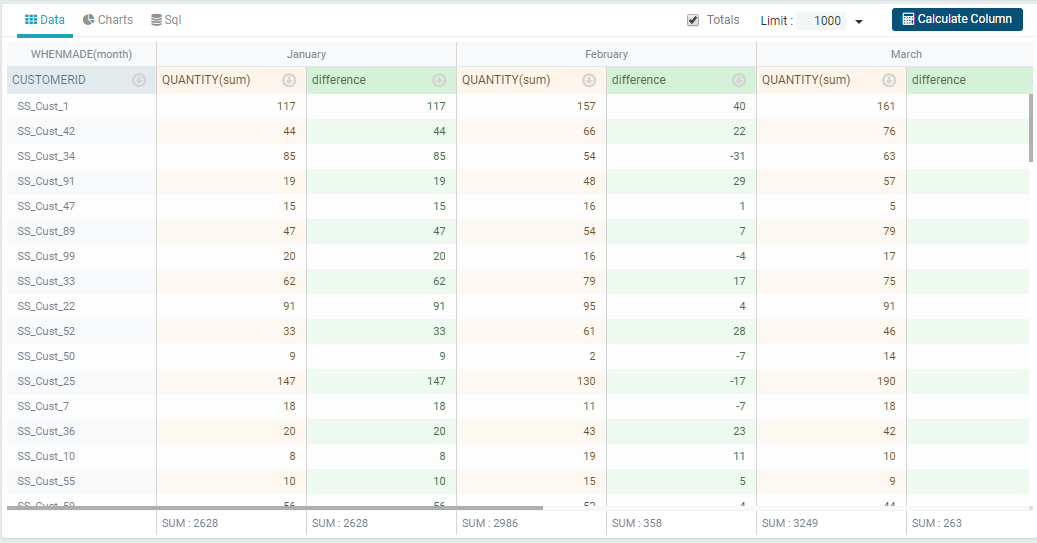 Data Charts Sql Totals Limit : 1000 Calculate Column
WHENMADE(month) January February March
CUSTOMERID QUANTITY(sum) difference QUANTITY(sum) difference QUANTITY(sum) difference
SS_Cust_1 117 117 157 40 161
SS_Cust_42 44 44 66 22 76
SS_Cust_34 85 85 54 -31 63
SS_Cust_91 19 19 48 29 57
SS_Cust_47 15 15 16 1 5
SS_Cust_89 47 47 54 7 79
SS_Cust_99 20 20 16 -4 17
SS_Cust_33 62 62 79 17 75
SS_Cust_22 91 91 95 4 91
SS_Cust_52 33 33 61 28 46
SS_Cust_50 9 9 2 -7 14
SS_Cust_25 147 147 130 -17 190
SS_Cust_7 18 18 11 -7 18
SS_Cust_36 20 20 43 23 42
SS_Cust_10 8 8 19 11 10
SS_Cust_55 10 10 15 5 9
SUM : 2628 SUM : 2628 SUM : 2986 SUM : 358 SUM : 3249 SUM : 263